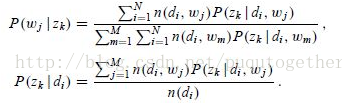 P(w_j | z_k) = \frac{\sum_{i=1}^{N} n(d_i, w_j) P(z_k | d_i, w_j)}{\sum_{m=1}^{M} \sum_{i=1}^{N} n(d_i, w_m) P(z_k | d_i, w_m)} ,
P(z_k | d_i) = \frac{\sum_{j=1}^{M} n(d_i, w_j) P(z_k | d_i, w_j)}{n(d_i)} .